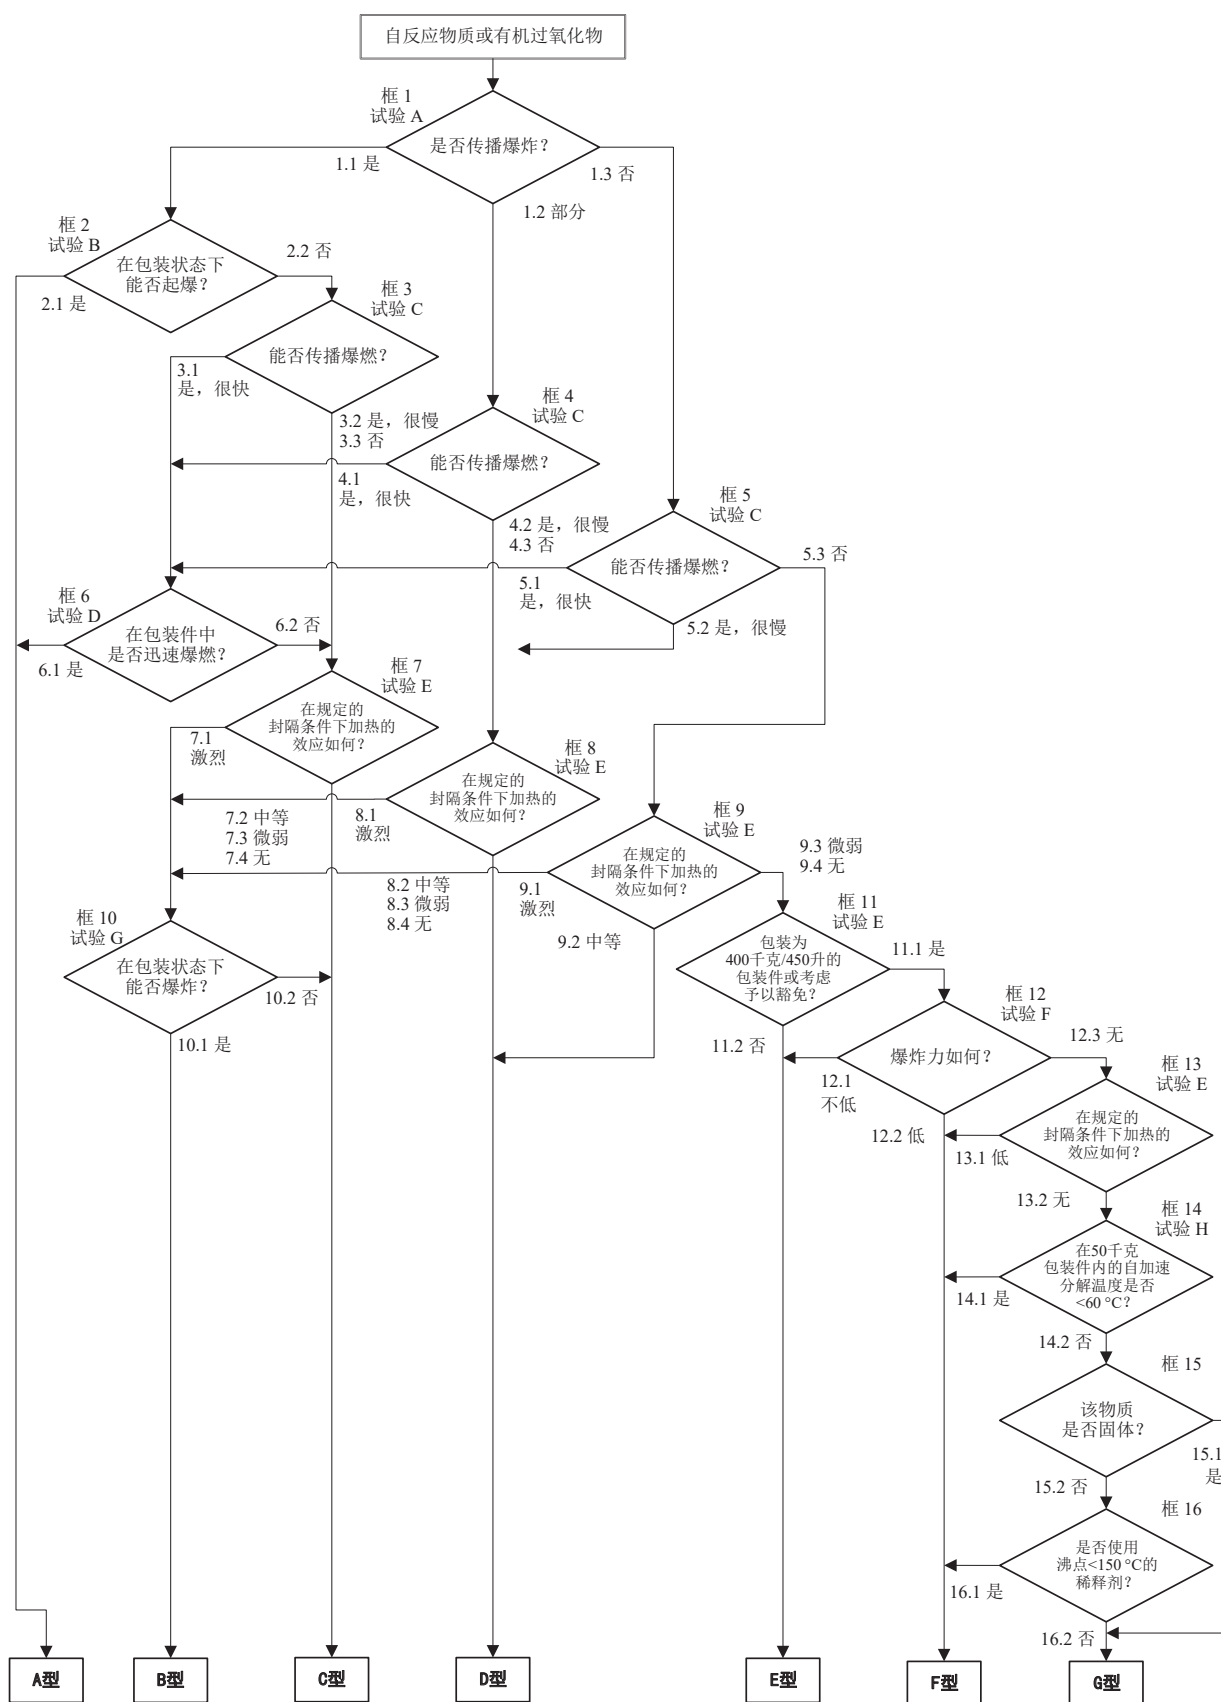 自反应物质或有机过氧化物
框 1
试验 A
是否传播爆炸？
1.1 是
1.3 否
1.2 部分
框 2
试验 B
在包装状态下
能否起爆？
2.2 否
2.1 是
框 3
试验 C
能否传播爆燃？
3.1
是，很快
3.2 是，很慢
3.3 否
框 4
试验 C
能否传播爆燃？
4.1
是，很快
4.2 是，很慢
4.3 否
框 5
试验 C
能否传播爆燃？
5.3 否
5.1
是，很快
5.2 是，很慢
框 6
试验 D
在包装件中
是否迅速爆燃？
6.2 否
6.1 是
框 7
试验 E
在规定的
封隔条件下加热的
效应如何？
7.1
激烈
7.2 中等
7.3 微弱
7.4 无
框 8
试验 E
在规定的
封隔条件下加热的
效应如何？
8.1
激烈
8.2 中等
8.3 微弱
8.4 无
框 9
试验 E
在规定的
封隔条件下加热的
效应如何？
9.3 微弱
9.4 无
9.1
激烈
9.2 中等
框 10
试验 G
在包装状态下
能否爆炸？
10.2 否
10.1 是
框 11
试验 E
包装为
400千克/450升的
包装件或考虑
予以豁免？
11.1 是
11.2 否
框 12
试验 F
爆炸力如何？
12.3 无
12.1
不低
12.2 低
框 13
试验 E
在规定的
封隔条件下加热的
效应如何？
13.1 低
13.2 无
框 14
试验 H
在50千克
包装件内的自加速
分解温度是否
<60 °C？
14.1 是
14.2 否
框 15
该物质
是否固体？
15.1
是
15.2 否
框 16
是否使用
沸点<150 °C的
稀释剂？
16.1 是
16.2 否
A型
B型
C型
D型
E型
F型
G型